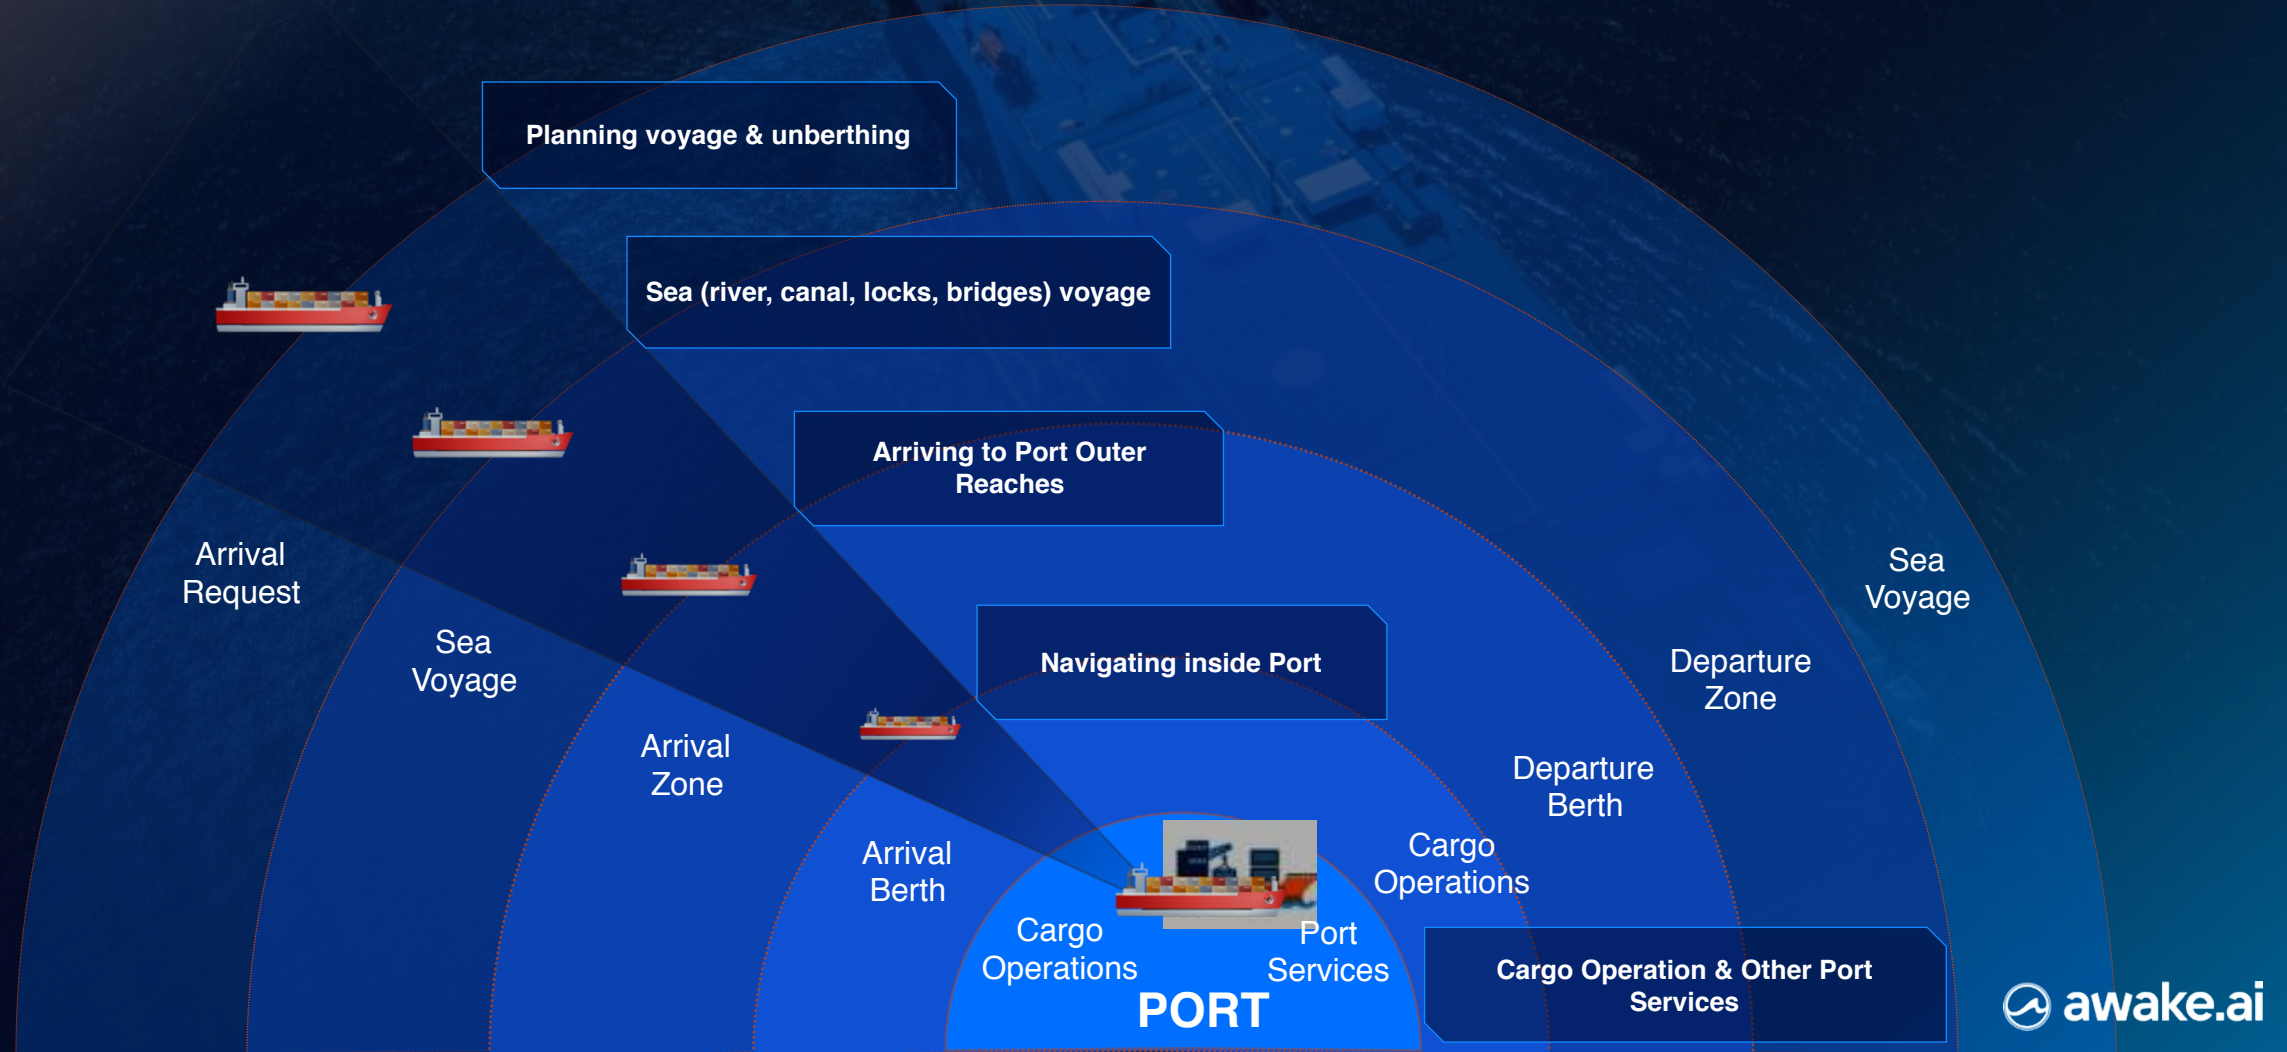 Planning voyage & unberthing
Sea (river, canal, locks, bridges) voyage
Arriving to Port Outer
Reaches
Navigating inside Port
Arrival
Request
Sea
Voyage
Arrival
Zone
Arrival
Berth
Cargo
Operations
Port
Services
PORT
Cargo
Operations
Departure
Berth
Departure
Zone
Sea
Voyage
Cargo Operation & Other Port
Services
awake.ai